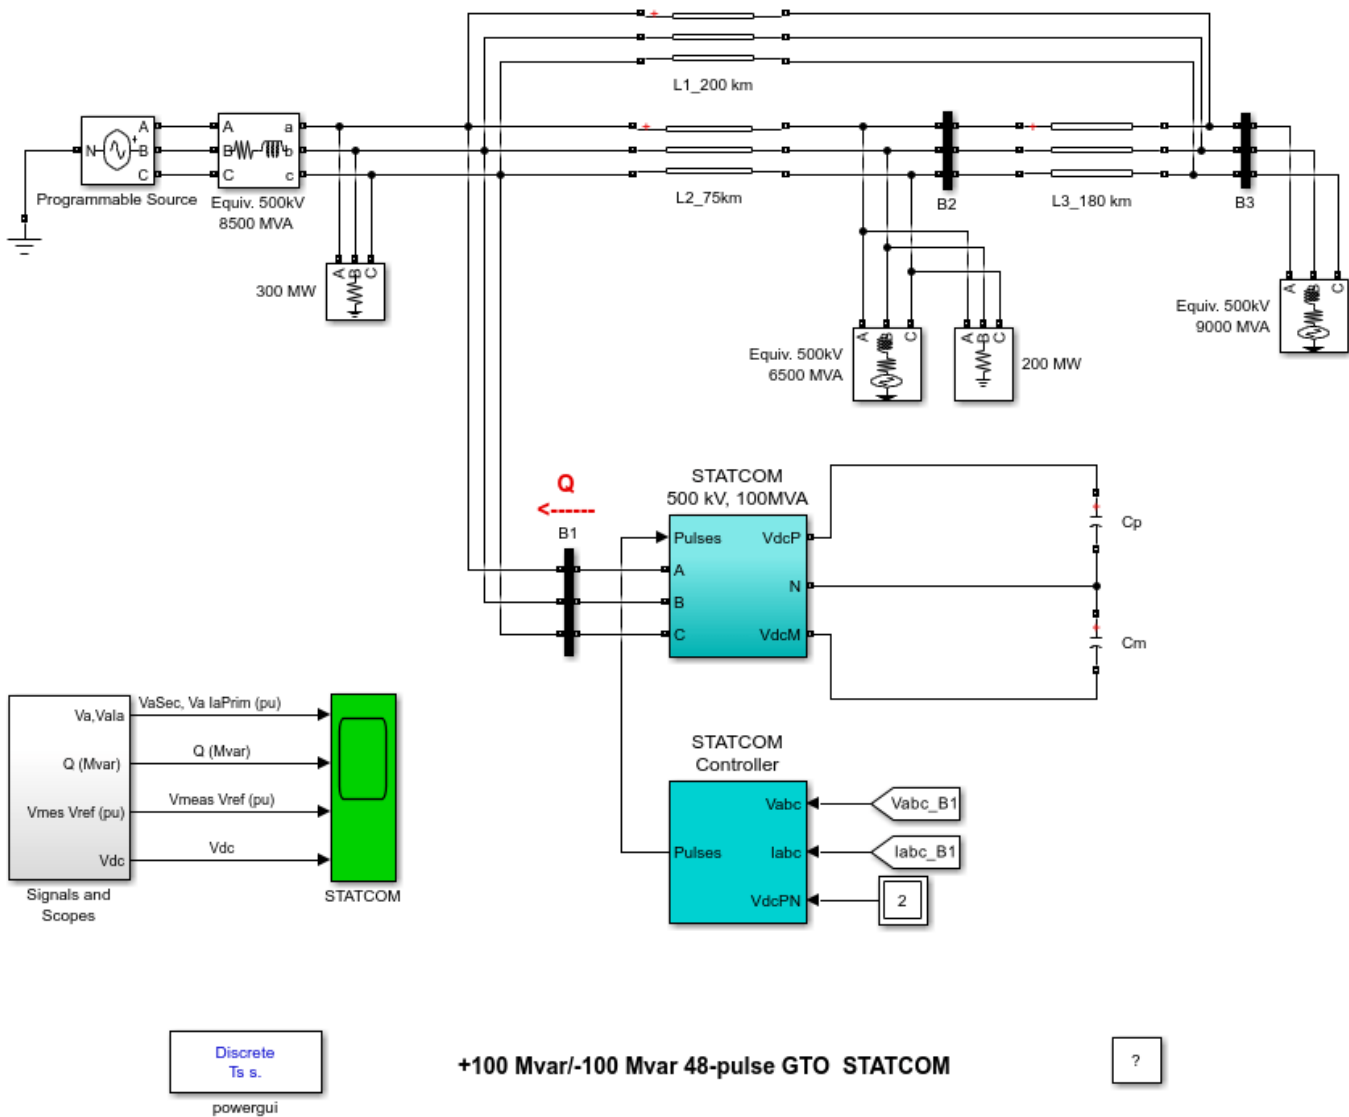 L1_200 km
A
B
C
N
Programmable Source
A
B
C
a
b
c
Equiv. 500kV
8500 MVA
L2_75km
B2
L3_180 km
B3
300 MW
A
B
C
Equiv. 500kV
6500 MVA
A
B
C
A
B
C
200 MW
Equiv. 500kV
9000 MVA
A
B
C
Q
<------
B1
STATCOM
500 kV, 100MVA
Pulses
A
B
C
VdcP
N
VdcM
Cp
Cm
Va,VaIa
Q (Mvar)
Vmes Vref (pu)
Vdc
Signals and
Scopes
VaSec, Va IaPrim (pu)
Q (Mvar)
Vmeas Vref (pu)
Vdc
STATCOM
STATCOM
Controller
Pulses
Vabc
Iabc
VdcPN
Vabc_B1
Iabc_B1
2
Discrete
Ts s.
powergui
+100 Mvar/-100 Mvar 48-pulse GTO  STATCOM
?